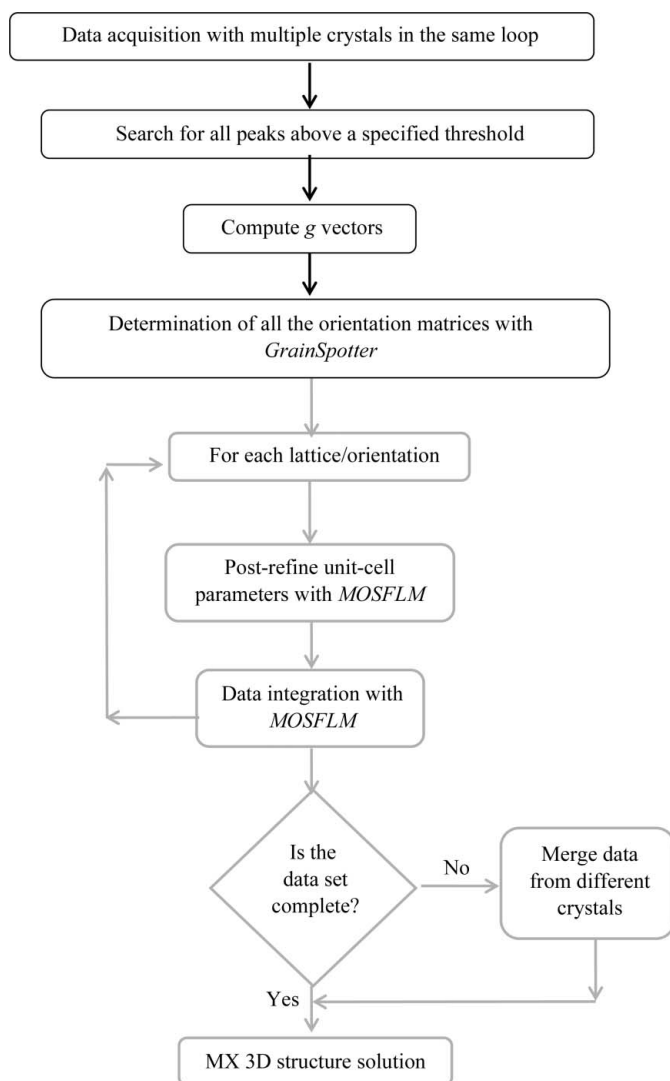 Data acquisition with multiple crystals in the same loop
Search for all peaks above a specified threshold
Compute g vectors
Determination of all the orientation matrices with
GrainSpotter
For each lattice/orientation
Post-refine unit-cell
parameters with MOSFLM
Data integration with
MOSFLM
Is the
data set
complete?
No
Merge data
from different
crystals
Yes
MX 3D structure solution